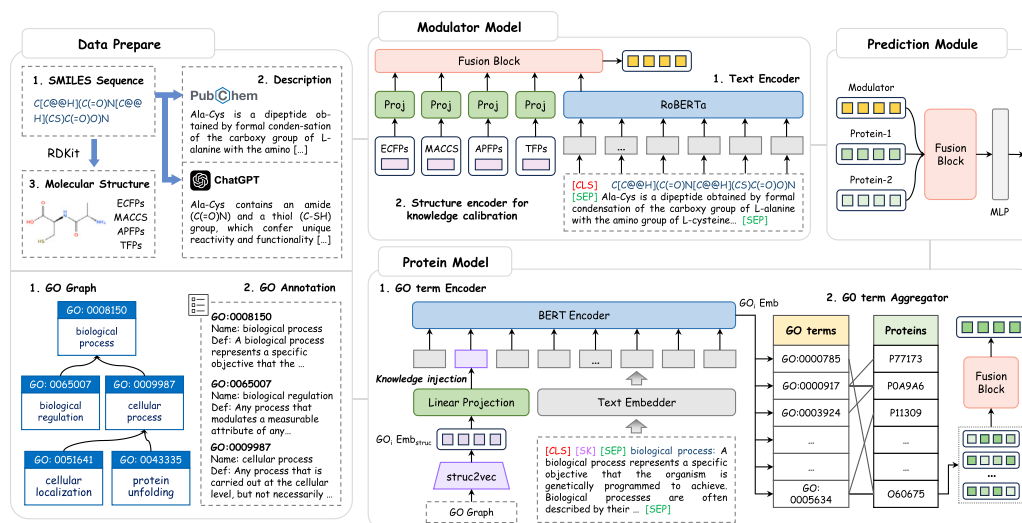 Data Prepare
1. SMILES Sequence
C[C@@H](C(=O)N[C@@
H](CS)C(=O)O)N
RDKit
3. Molecular Structure
HO
O
NH
NH₂
O
HS
ECFPs
MACCS
APFPs
TFPs
2. Description
PubChem
Ala-Cys is a dipeptide ob-
tained by formal conden-sation
of the carboxy group of L-
alanine with the amino [...]
ChatGPT
Ala-Cys contains an amide
(C(=O)N) and a thiol (C-SH)
group, which confer unique
reactivity and functionality [...]
1. GO Graph
GO: 0008150
biological
process
GO: 0065007
biological
regulation
GO: 0009987
cellular
process
GO: 0051641
cellular
localization
GO: 0043335
protein
unfolding
2. GO Annotation
GO:0008150
Name: biological process
Def: A biological process
represents a specific
objective that the ...
GO:0065007
Name: biological regulation
Def: Any process that
modulates a measurable
attribute of any...
GO:0009987
Name: cellular process
Def: Any process that is
carried out at the cellular
level, but not necessarily ...
Modulator Model
Fusion Block
Proj
Proj
Proj
Proj
ECFPs
MACCS
APFPs
TFPs
2. Structure encoder for
knowledge calibration
1. Text Encoder
RoBERTa
...
[CLS] C[C@@H](C(=O)N[C@@H](CS)C(=O)O)N
[SEP] Ala-Cys is a dipeptide obtained by formal
condensation of the carboxy group of L-alanine
with the amino group of L-cysteine... [SEP]
Prediction Module
Modulator
Protein-1
Protein-2
Fusion
Block
MLP
Protein Model
1. GO term Encoder
BERT Encoder
...
Knowledge injection
Linear Projection
Text Embedder
GOᵢ Emb_struc
struc2vec
GO Graph
[CLS] [SK] [SEP] biological process: A
biological process represents a specific
objective that the organism is
genetically programmed to achieve.
Biological processes are often
described by their ... [SEP]
GOᵢ Emb
2. GO term Aggregator
GO terms
GO:0000785
GO:0000917
GO:0003924
...
...
GO:
0005634
Proteins
P77173
P0A9A6
P11309
...
...
O60675
Fusion
Block
...